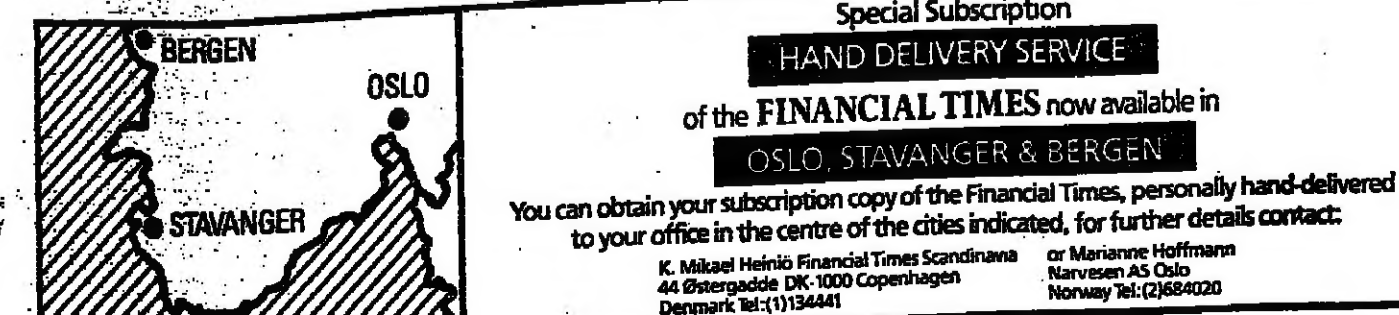 BERGEN
OSLO
STAVANGER
Special Subscription
HAND DELIVERY SERVICE
of the FINANCIAL TIMES now available in
OSLO, STAVANGER & BERGEN
You can obtain your subscription copy of the Financial Times, personally hand-delivered
to your office in the centre of the cities indicated, for further details contact:
K. Mikael Heiniö Financial Times Scandinavia
44 Østergadde DK-1000 Copenhagen
Denmark Tel:(1)134441
or Marianne Hoffmann
Narvesen AS Oslo
Norway Tel:(2)684020